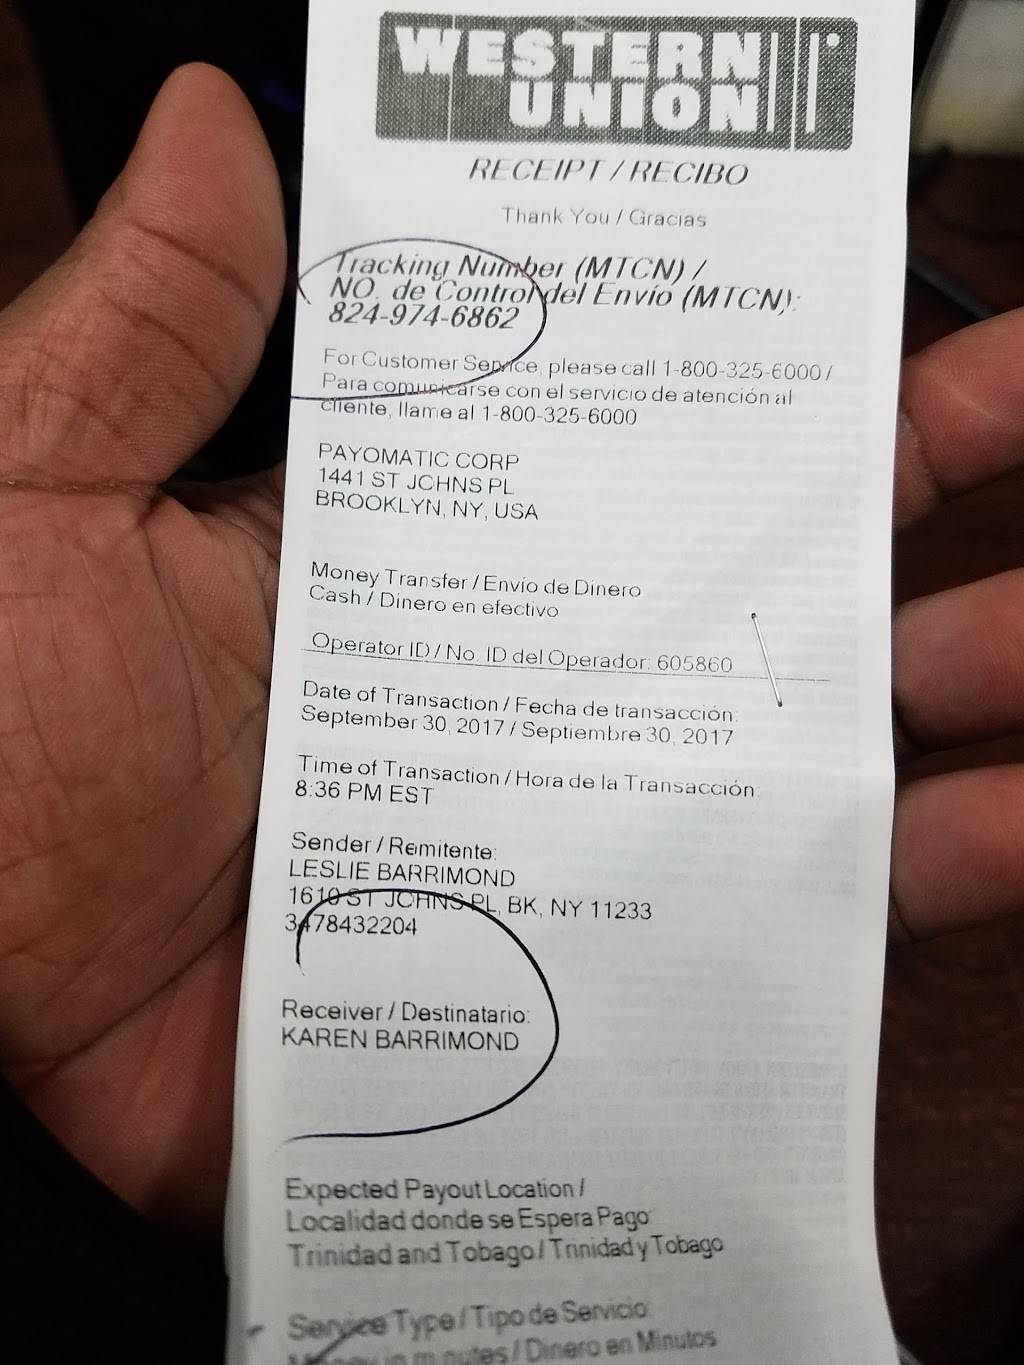 WESTERN
UNION
RECEIPT / RECIBO
Thank You / Gracias
Tracking Number (MTCN) /
NO. de Control del Envío (MTCN):
824-974-6862
For Customer Service, please call 1-800-325-6000 /
Para comunicarse con el servicio de atención al
cliente, llame al 1-800-325-6000
PAYOMATIC CORP
1441 ST JOHNS PL
BROOKLYN, NY, USA
Money Transfer / Envío de Dinero
Cash / Dinero en efectivo
Operator ID / No. ID del Operador: 605860
Date of Transaction / Fecha de transacción:
September 30, 2017 / Septiembre 30, 2017
Time of Transaction / Hora de la Transacción:
8:36 PM EST
Sender / Remitente:
LESLIE BARRIMOND
1610 ST JOHNS PL, BK, NY 11233
3478432204
Receiver / Destinatario:
KAREN BARRIMOND
Expected Payout Location /
Localidad donde se Espera Pago:
Trinidad and Tobago / Trinidad y Tobago
Service Type / Tipo de Servicio:
Money in minutes / Dinero en Minutos